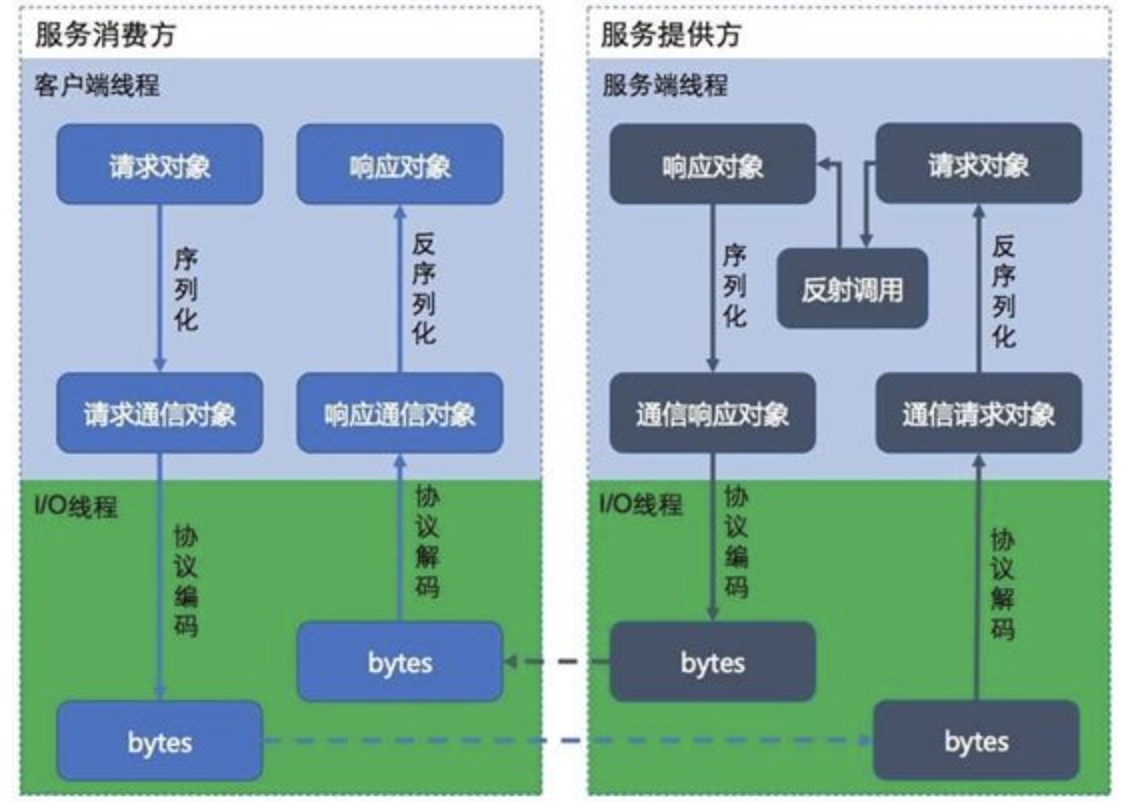 服务消费方
客户端线程
请求对象
响应对象
序列化
反序列化
请求通信对象
响应通信对象
I/O线程
协议编码
协议解码
bytes
bytes
服务提供方
服务端线程
响应对象
请求对象
反射调用
序列化
反序列化
通信响应对象
通信请求对象
I/O线程
协议编码
协议解码
bytes
bytes